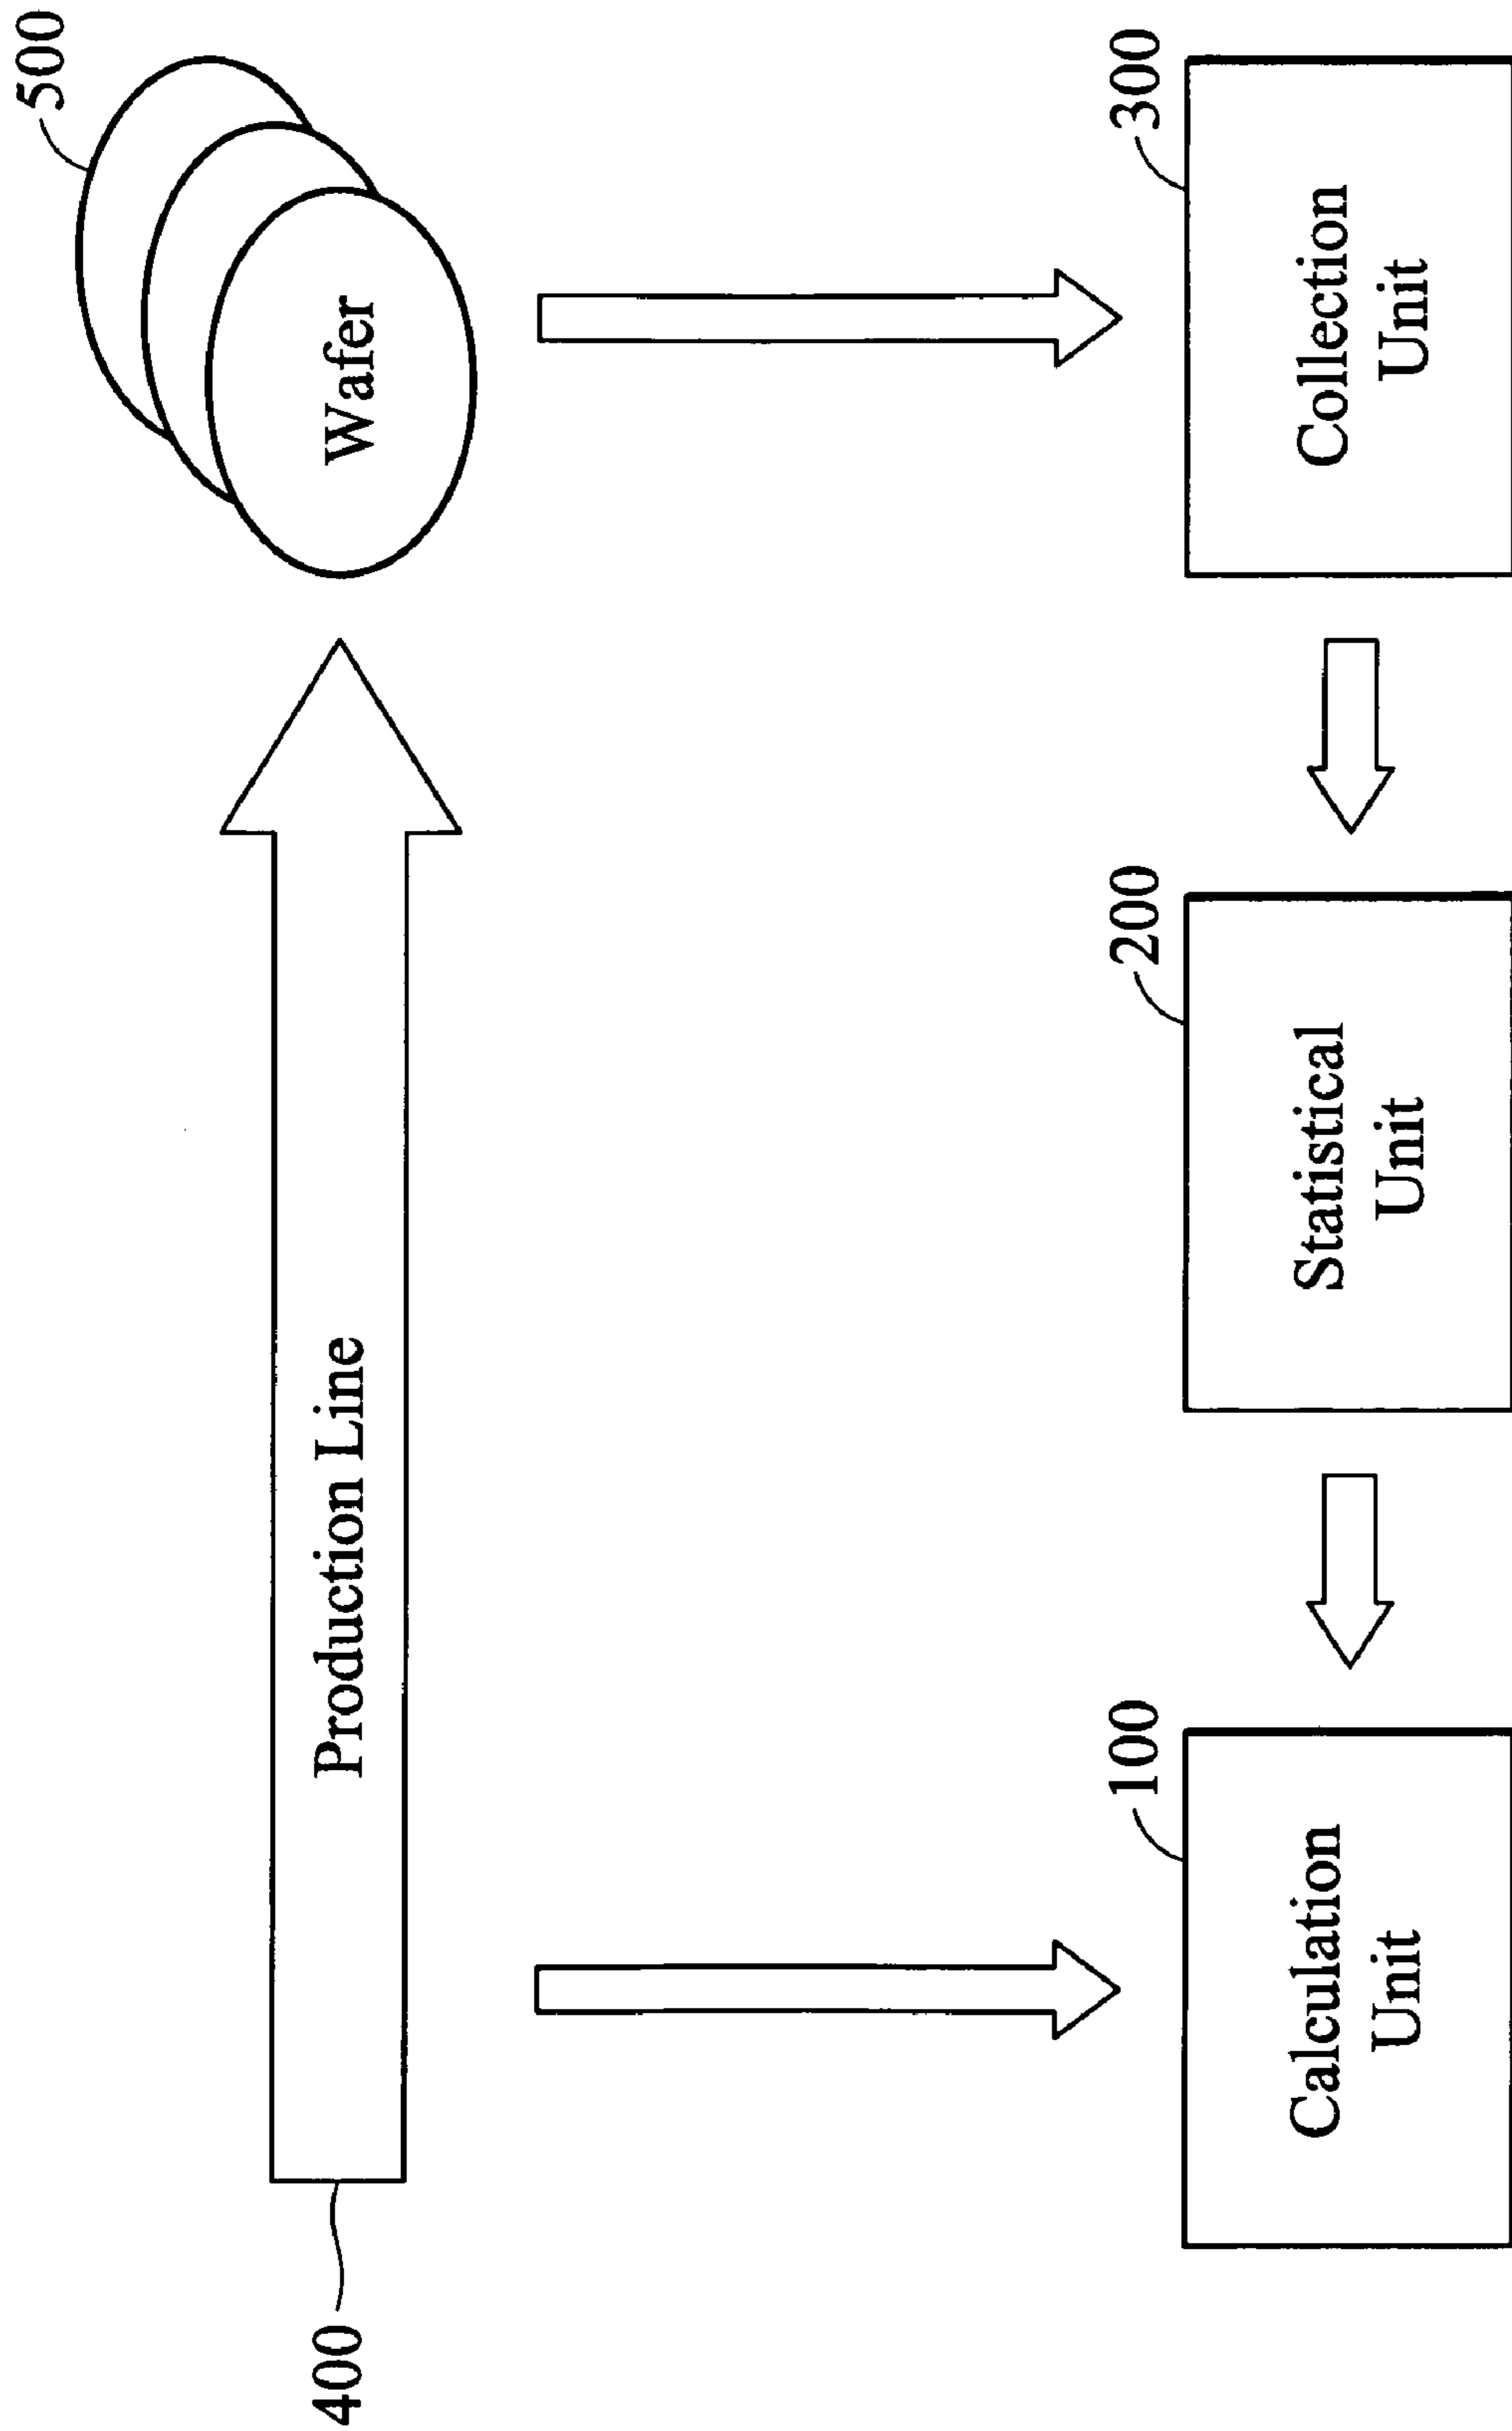 500
Wafer
Production Line
400
100
Calculation
Unit
200
Statistical
Unit
300
Collection
Unit